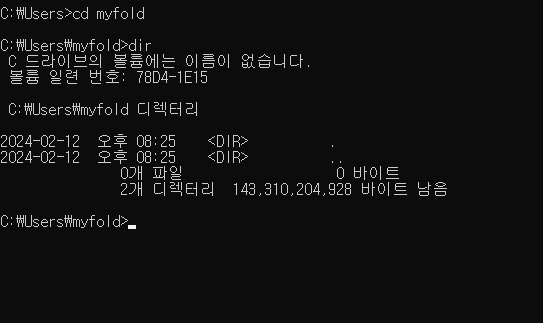 C:₩Users>cd myfold
C:₩Users₩myfold>dir
 C 드라이브의 볼륨에는 이름이 없습니다.
 볼륨 일련 번호: 78D4-1E15
 C:₩Users₩myfold 디렉터리
2024-02-12  오후 08:25    <DIR>          .
2024-02-12  오후 08:25    <DIR>          ..
               0개 파일                   0 바이트
               2개 디렉터리  143,310,204,928 바이트 남음
C:₩Users₩myfold>